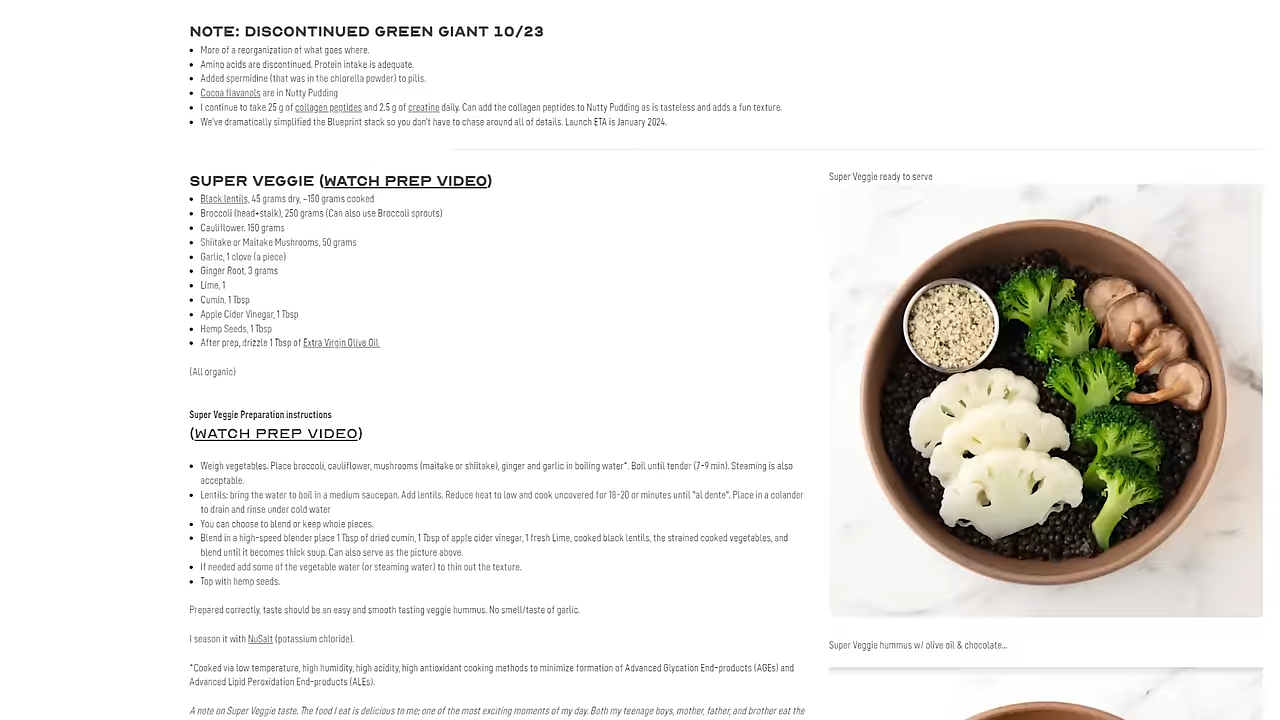 NOTE: DISCONTINUED GREEN GIANT 10/23
• More of a reorganization of what goes where.
• Amino acids are discontinued. Protein intake is adequate.
• Added spermidine (that was in the chlorella powder) to pills.
• Cocoa flavanols are in Nutty Pudding
• I continue to take 25 g of collagen peptides and 2.5 g of creatine daily. Can add the collagen peptides to Nutty Pudding as is tasteless and adds a fun texture.
• We've dramatically simplified the Blueprint stack so you don't have to chase around all of details. Launch ETA is January 2024.
SUPER VEGGIE (WATCH PREP VIDEO)
• Black lentils, 45 grams dry, ~150 grams cooked
• Broccoli (head+stalk), 250 grams (Can also use Broccoli sprouts)
• Cauliflower. 150 grams
• Shiitake or Maitake Mushrooms, 50 grams
• Garlic, 1 clove (a piece)
• Ginger Root, 3 grams
• Lime, 1
• Cumin, 1 Tbsp
• Apple Cider Vinegar, 1 Tbsp
• Hemp Seeds, 1 Tbsp
• After prep, drizzle 1 Tbsp of Extra Virgin Olive Oil
(All organic)
Super Veggie Preparation instructions
(WATCH PREP VIDEO)
• Weigh vegetables. Place broccoli, cauliflower, mushrooms (maitake or shiitake), ginger and garlic in boiling water*. Boil until tender (7-9 min). Steaming is also
acceptable.
• Lentils: bring the water to boil in a medium saucepan. Add lentils. Reduce heat to low and cook uncovered for 18-20 or minutes until "al dente". Place in a colander
to drain and rinse under cold water
• You can choose to blend or keep whole pieces.
• Blend in a high-speed blender place 1 Tbsp of dried cumin, 1 Tbsp of apple cider vinegar, 1 fresh Lime, cooked black lentils, the strained cooked vegetables, and
blend until it becomes thick soup. Can also serve as the picture above.
• If needed add some of the vegetable water (or steaming water) to thin out the texture.
• Top with hemp seeds.
Prepared correctly, taste should be an easy and smooth tasting veggie hummus. No smell/taste of garlic.
I season it with NuSalt (potassium chloride).
*Cooked via low temperature, high humidity, high acidity, high antioxidant cooking methods to minimize formation of Advanced Glycation End-products (AGEs) and
Advanced Lipid Peroxidation End-products (ALEs).
A note on Super Veggie taste. The food I eat is delicious to me; one of the most exciting moments of my day. Both my teenage boys, mother, father, and brother eat the
Super Veggie ready to serve
Super Veggie hummus w/ olive oil & chocolate...